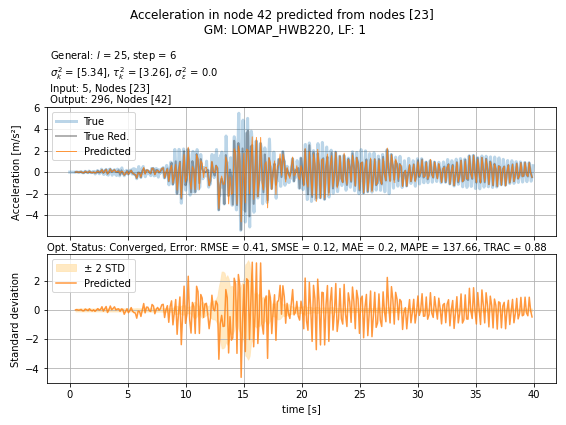 Acceleration in node 42 predicted from nodes [23]
GM: LOMAP_HWB220, LF: 1
General: l = 25, step = 6
σ²ₖ = [5.34], τ²ₖ = [3.26], σ²ε = 0.0
Input: 5, Nodes [23]
Output: 296, Nodes [42]
Acceleration [m/s²]
6
4
2
0
−2
−4
True
True Red.
Predicted
Opt. Status: Converged, Error: RMSE = 0.41, SMSE = 0.12, MAE = 0.2, MAPE = 137.66, TRAC = 0.88
Standard deviation
2
0
−2
−4
± 2 STD
Predicted
0 5 10 15 20 25 30 35 40
time [s]